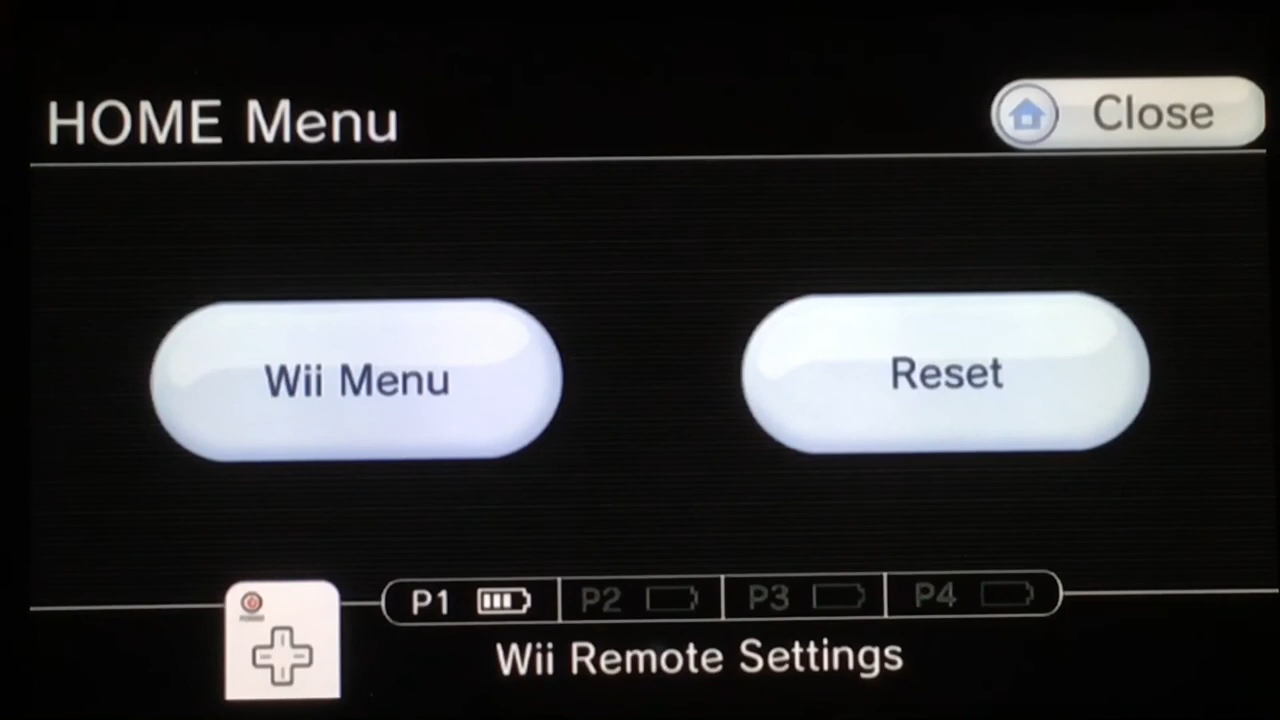 HOME Menu
Close
Wii Menu
Reset
P1
P2
P3
P4
Wii Remote Settings